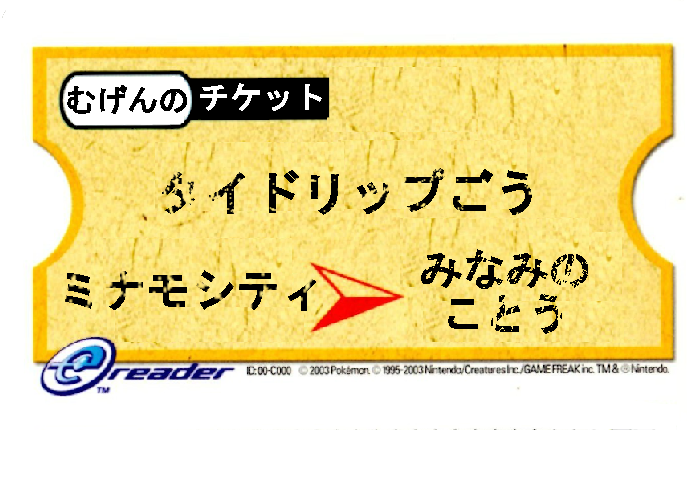 むげんの チケット
タイドリップごう
ミナモシティ
みなみの
ことう
e reader TM ID:00-C000 © 2003 Pokémon. © 1995-2003 Nintendo/Creatures Inc./GAMEFREAK inc. TM & ® Nintendo.